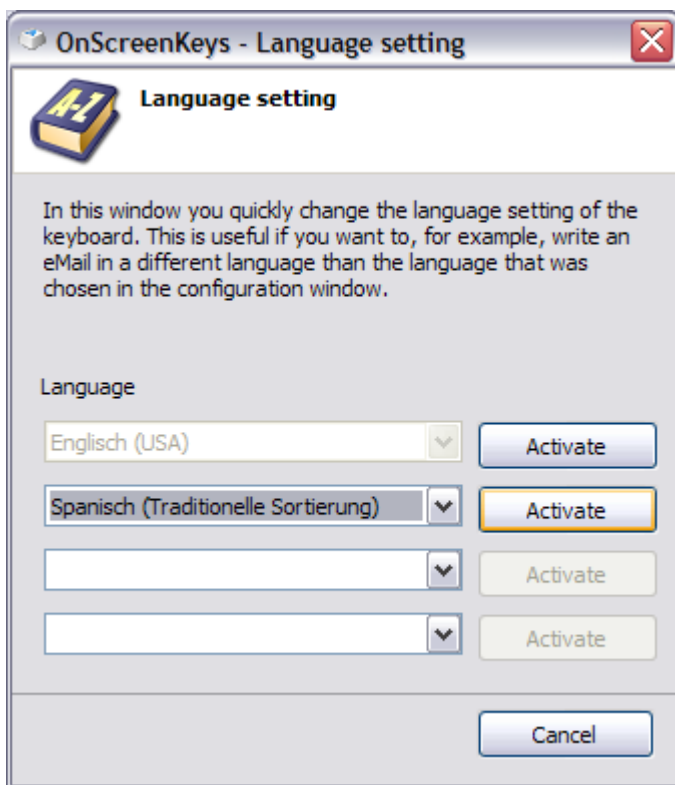 OnScreenKeys - Language setting
A-Z
Language setting
In this window you quickly change the language setting of the
keyboard. This is useful if you want to, for example, write an
eMail in a different language than the language that was
chosen in the configuration window.
Language
Englisch (USA)
Activate
Spanisch (Traditionelle Sortierung)
Activate
Activate
Activate
Cancel